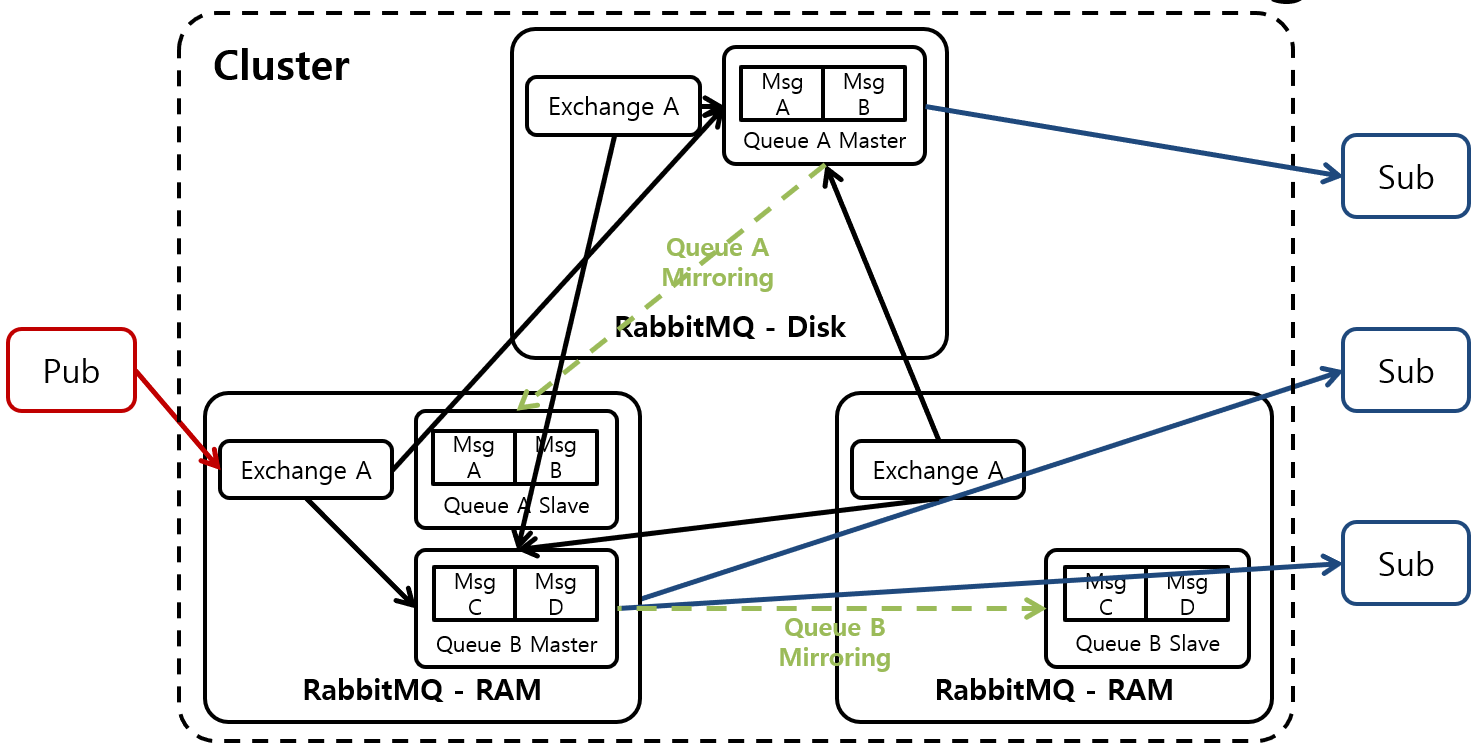 Cluster
Exchange A
Msg
A
Msg
B
Queue A Master
Sub
Queue A
Mirroring
RabbitMQ - Disk
Pub
Sub
Exchange A
Msg
A
Msg
B
Queue A Slave
Exchange A
Msg
C
Msg
D
Queue B Master
Queue B
Mirroring
Msg
C
Msg
D
Queue B Slave
Sub
RabbitMQ - RAM
RabbitMQ - RAM